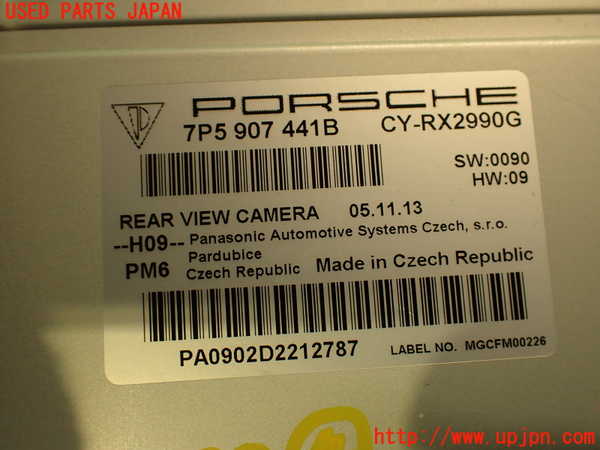 USED PARTS JAPAN
PORSCHE
7P5 907 441B CY-RX2990G
SW:0090
HW:09
REAR VIEW CAMERA 05.11.13
--H09-- Panasonic Automotive Systems Czech, s.r.o.
Pardubice
PM6 Czech Republic Made in Czech Republic
PA0902D2212787 LABEL NO. MGCFM00226
http://www.upjpn.com/